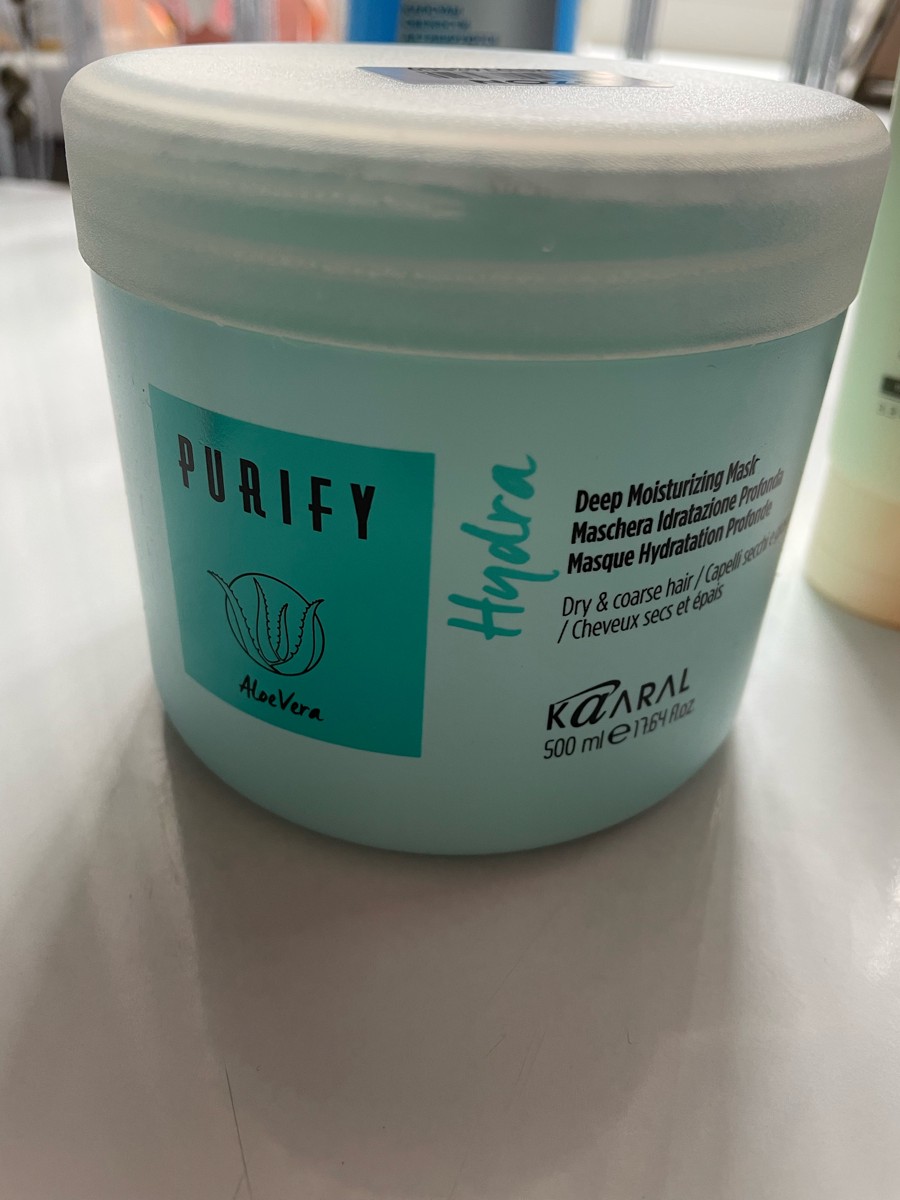 PURIFY
AloeVera
Hydra
Deep Moisturizing Mask
Maschera Idratazione Profonda
Masque Hydratation Profonde
Dry & coarse hair / Capelli secchi e
/ Cheveux secs et épais
KAARAL
500 ml e 17.64 fl.oz